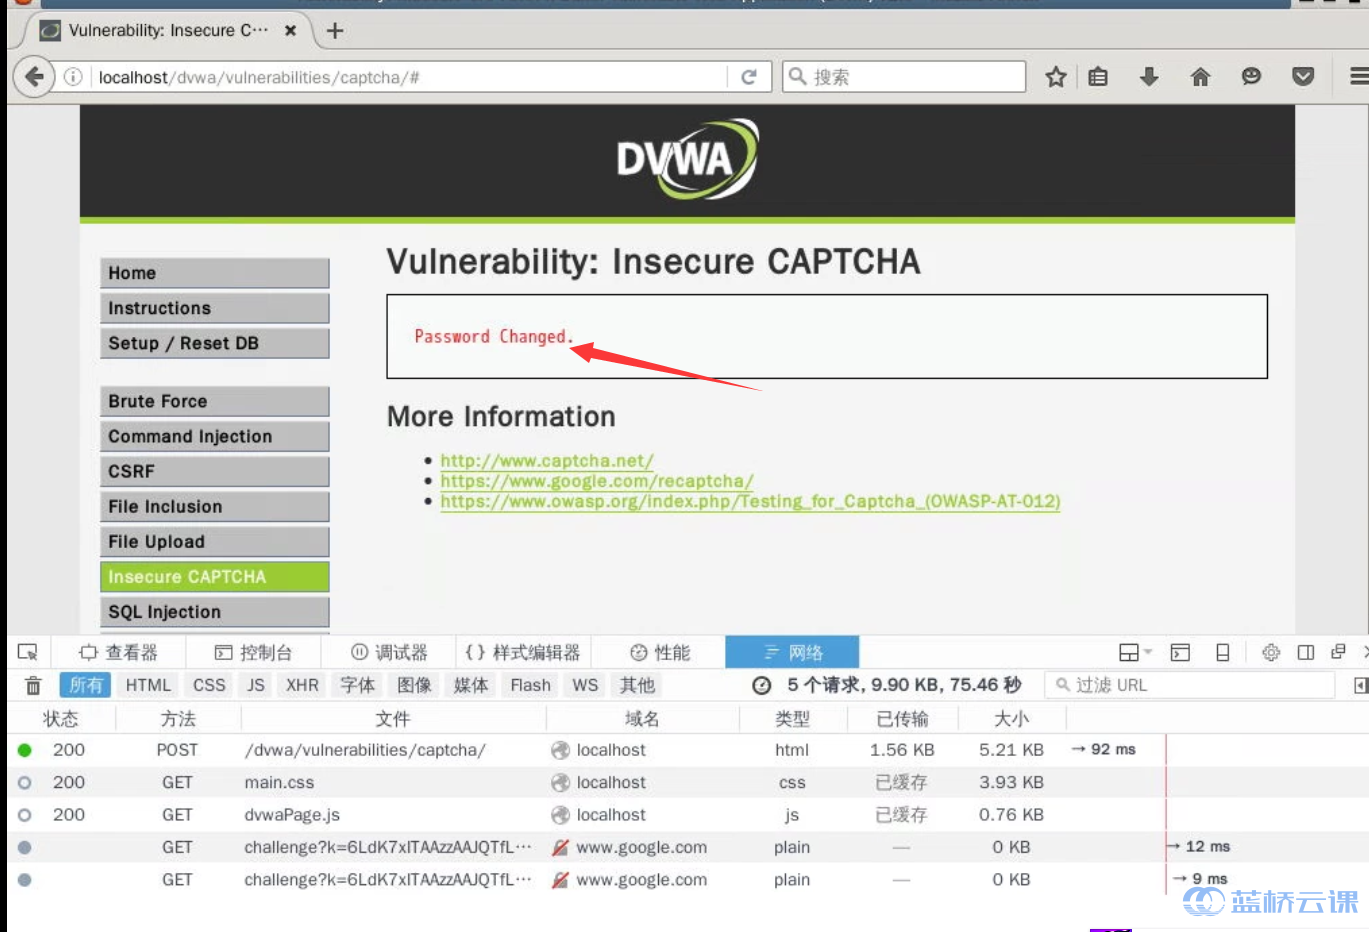 Vulnerability: Insecure C…
localhost/dvwa/vulnerabilities/captcha/#
搜索
DVWA
Home
Instructions
Setup / Reset DB
Brute Force
Command Injection
CSRF
File Inclusion
File Upload
Insecure CAPTCHA
SQL Injection
Vulnerability: Insecure CAPTCHA
Password Changed.
More Information
http://www.captcha.net/
https://www.google.com/recaptcha/
https://www.owasp.org/index.php/Testing_for_Captcha_(OWASP-AT-012)
查看器 控制台 调试器 {} 样式编辑器 性能 网络
所有 HTML CSS JS XHR 字体 图像 媒体 Flash WS 其他 5 个请求, 9.90 KB, 75.46 秒 过滤 URL
状态 方法 文件 域名 类型 已传输 大小
200 POST /dvwa/vulnerabilities/captcha/ localhost html 1.56 KB 5.21 KB → 92 ms
200 GET main.css localhost css 已缓存 3.93 KB
200 GET dvwaPage.js localhost js 已缓存 0.76 KB
GET challenge?k=6LdK7xITAAzzAAJQTfL… www.google.com plain — 0 KB → 12 ms
GET challenge?k=6LdK7xITAAzzAAJQTfL… www.google.com plain — 0 KB → 9 ms
蓝桥云课